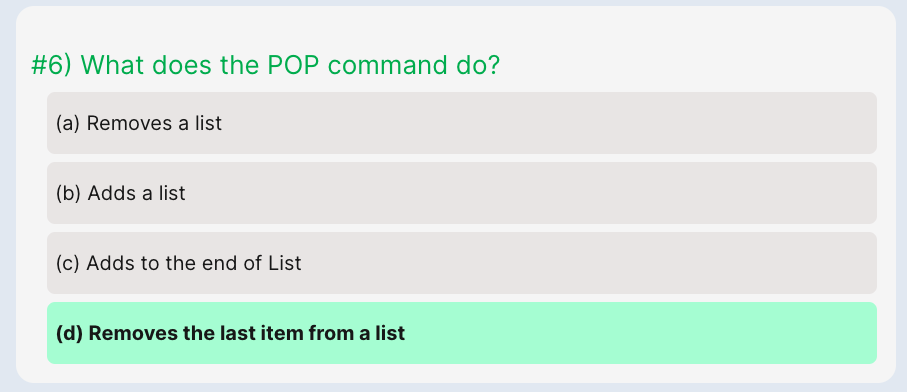 #6) What does the POP command do?
(a) Removes a list
(b) Adds a list
(c) Adds to the end of List
(d) Removes the last item from a list